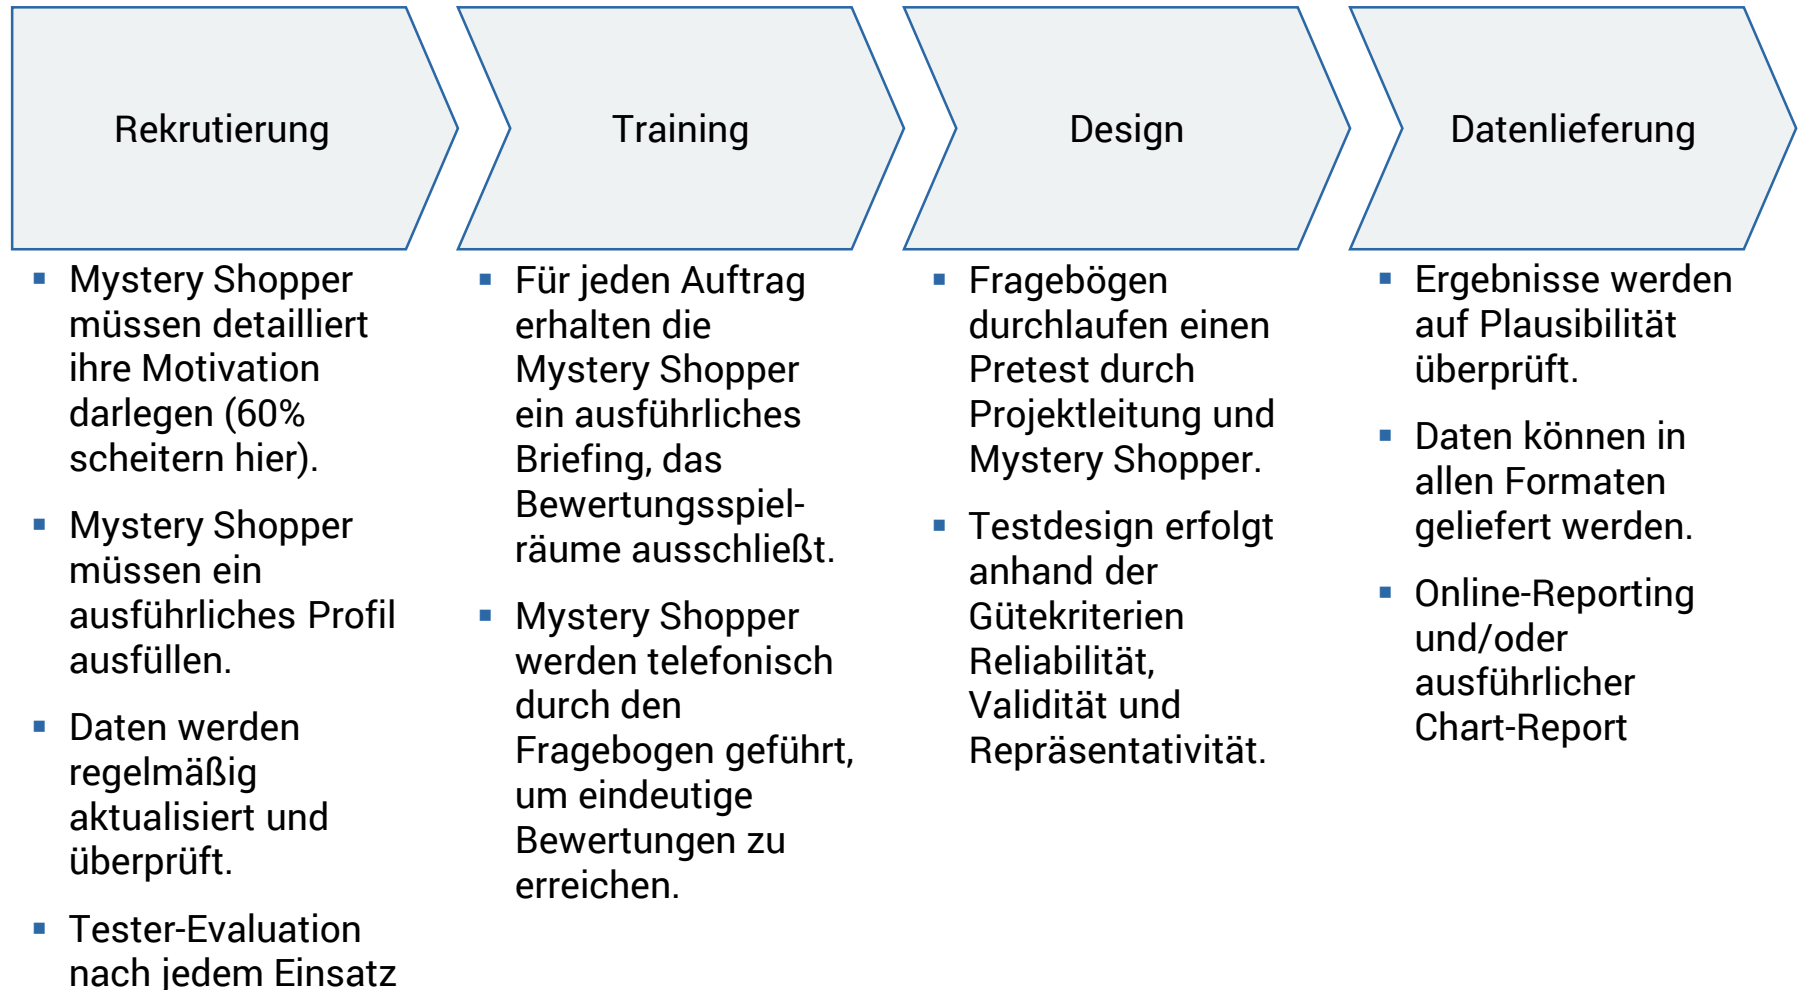 Rekrutierung
Training
Design
Datenlieferung
▪ Mystery Shopper
müssen detailliert
ihre Motivation
darlegen (60%
scheitern hier).
▪ Mystery Shopper
müssen ein
ausführliches Profil
ausfüllen.
▪ Daten werden
regelmäßig
aktualisiert und
überprüft.
▪ Tester-Evaluation
nach jedem Einsatz
▪ Für jeden Auftrag
erhalten die
Mystery Shopper
ein ausführliches
Briefing, das
Bewertungsspiel-
räume ausschließt.
▪ Mystery Shopper
werden telefonisch
durch den
Fragebogen geführt,
um eindeutige
Bewertungen zu
erreichen.
▪ Fragebögen
durchlaufen einen
Pretest durch
Projektleitung und
Mystery Shopper.
▪ Testdesign erfolgt
anhand der
Gütekriterien
Reliabilität,
Validität und
Repräsentativität.
▪ Ergebnisse werden
auf Plausibilität
überprüft.
▪ Daten können in
allen Formaten
geliefert werden.
▪ Online-Reporting
und/oder
ausführlicher
Chart-Report